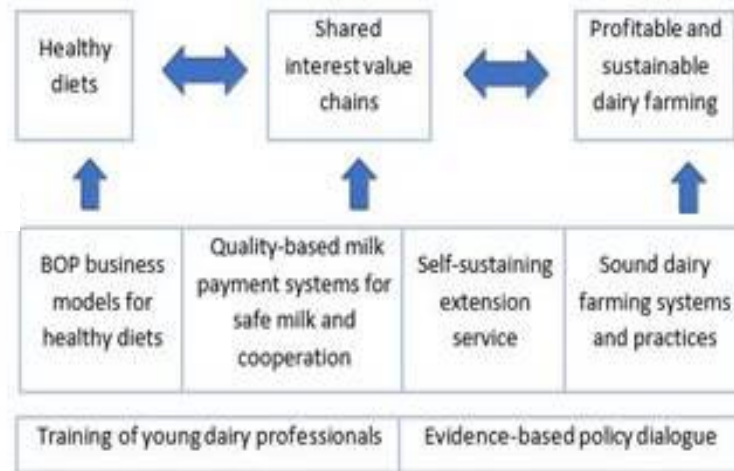 Healthy
diets
Shared
interest value
chains
Profitable and
sustainable
dairy farming
BOP business
models for
healthy diets
Quality-based milk
payment systems for
safe milk and
cooperation
Self-sustaining
extension
service
Sound dairy
farming systems
and practices
Training of young dairy professionals
Evidence-based policy dialogue